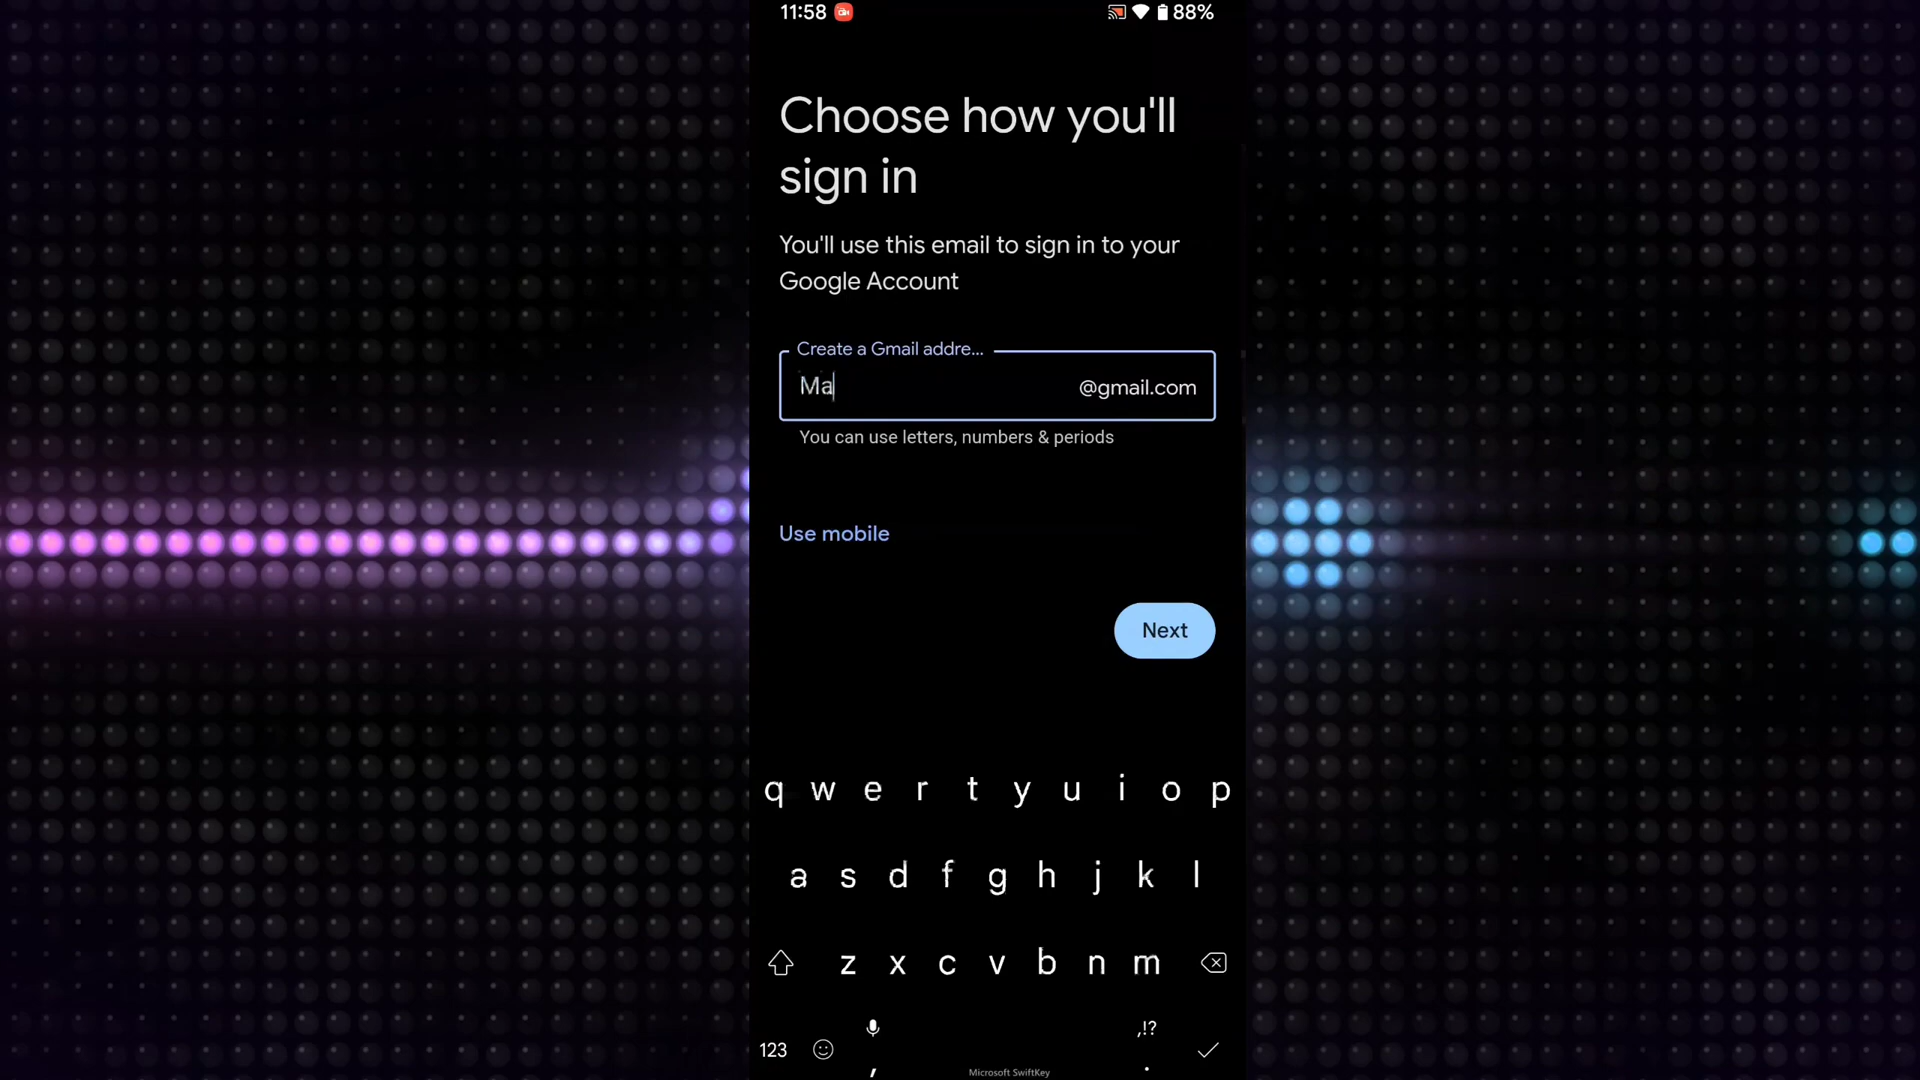 11:58
88%
Choose how you'll
sign in
You'll use this email to sign in to your
Google Account
Create a Gmail addre...
Ma
@gmail.com
You can use letters, numbers & periods
Use mobile
Next
q w e r t y u i o p
a s d f g h j k l
z x c v b n m
,!?
123 , .
Microsoft SwiftKey